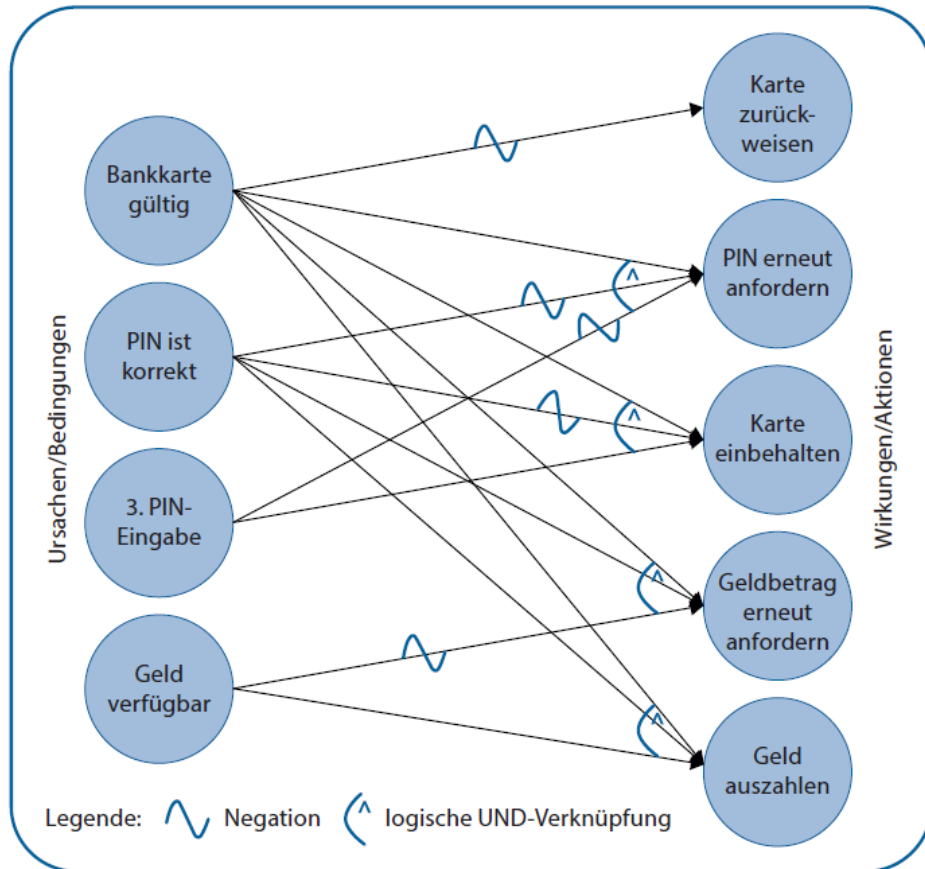 Ursachen/Bedingungen
Bankkarte
gültig
PIN ist
korrekt
3. PIN-
Eingabe
Geld
verfügbar
Karte
zurück-
weisen
PIN erneut
anfordern
Karte
einbehalten
Geldbetrag
erneut
anfordern
Geld
auszahlen
Wirkungen/Aktionen
^
^
^
^
Legende: Negation ^ logische UND-Verknüpfung